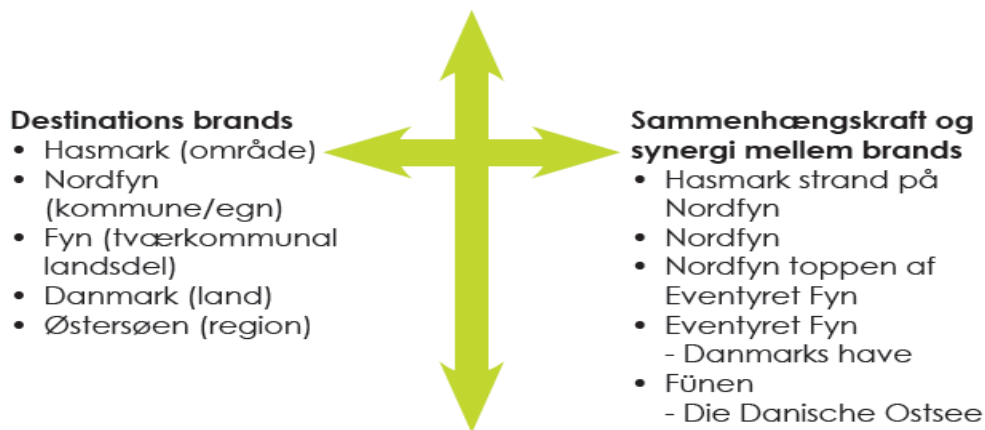 Destinations brands
• Hasmark (område)
• Nordfyn
(kommune/egn)
• Fyn (tværkommunal
landsdel)
• Danmark (land)
• Østersøen (region)
Sammenhængskraft og
synergi mellem brands
• Hasmark strand på
Nordfyn
• Nordfyn
• Nordfyn toppen af
Eventyret Fyn
• Eventyret Fyn
- Danmarks have
• Fünen
- Die Danische Ostsee